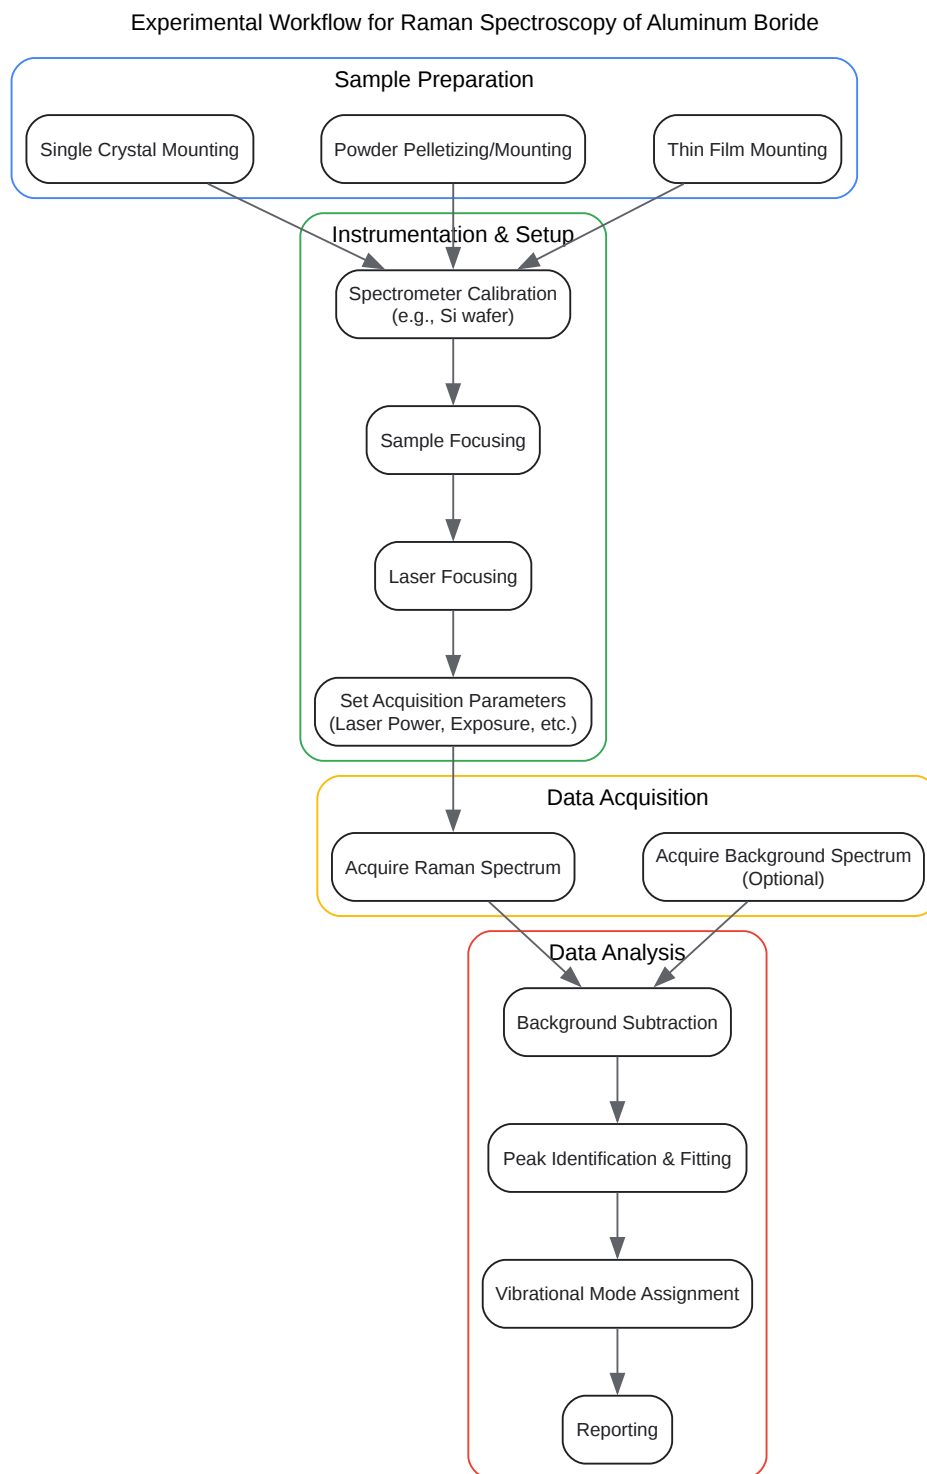 Experimental Workflow for Raman Spectroscopy of Aluminum Boride
Sample Preparation
Single Crystal Mounting
Powder Pelletizing/Mounting
Thin Film Mounting
Instrumentation & Setup
Spectrometer Calibration
(e.g., Si wafer)
Sample Focusing
Laser Focusing
Set Acquisition Parameters
(Laser Power, Exposure, etc.)
Data Acquisition
Acquire Raman Spectrum
Acquire Background Spectrum
(Optional)
Data Analysis
Background Subtraction
Peak Identification & Fitting
Vibrational Mode Assignment
Reporting